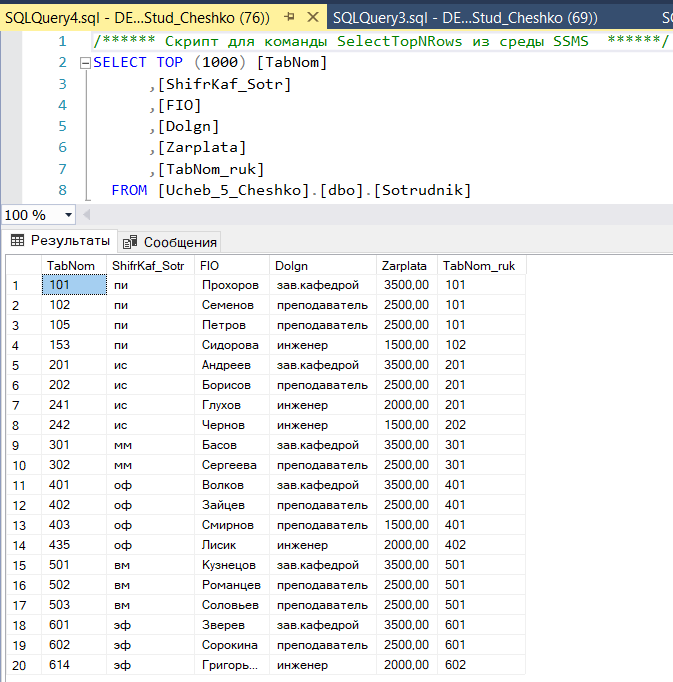 SQLQuery4.sql - DE...Stud_Cheshko (76)) SQLQuery3.sql - DE...Stud_Cheshko (69))
1 /****** Скрипт для команды SelectTopNRows из среды SSMS ******/
2 SELECT TOP (1000) [TabNom]
3 ,[ShifrKaf_Sotr]
4 ,[FIO]
5 ,[Dolgn]
6 ,[Zarplata]
7 ,[TabNom_ruk]
8 FROM [Ucheb_5_Cheshko].[dbo].[Sotrudnik]
100 %
Результаты Сообщения
TabNom ShifrKaf_Sotr FIO Dolgn Zarplata TabNom_ruk
1 101 пи Прохоров зав.кафедрой 3500,00 101
2 102 пи Семенов преподаватель 2500,00 101
3 105 пи Петров преподаватель 2500,00 101
4 153 пи Сидорова инженер 1500,00 102
5 201 ис Андреев зав.кафедрой 3500,00 201
6 202 ис Борисов преподаватель 2500,00 201
7 241 ис Глухов инженер 2000,00 201
8 242 ис Чернов инженер 1500,00 202
9 301 мм Басов зав.кафедрой 3500,00 301
10 302 мм Сергеева преподаватель 2500,00 301
11 401 оф Волков зав.кафедрой 3500,00 401
12 402 оф Зайцев преподаватель 2500,00 401
13 403 оф Смирнов преподаватель 1500,00 401
14 435 оф Лисик инженер 2000,00 402
15 501 вм Кузнецов зав.кафедрой 3500,00 501
16 502 вм Романцев преподаватель 2500,00 501
17 503 вм Соловьев преподаватель 2500,00 501
18 601 эф Зверев зав.кафедрой 3500,00 601
19 602 эф Сорокина преподаватель 2500,00 601
20 614 эф Григорь... инженер 2000,00 602